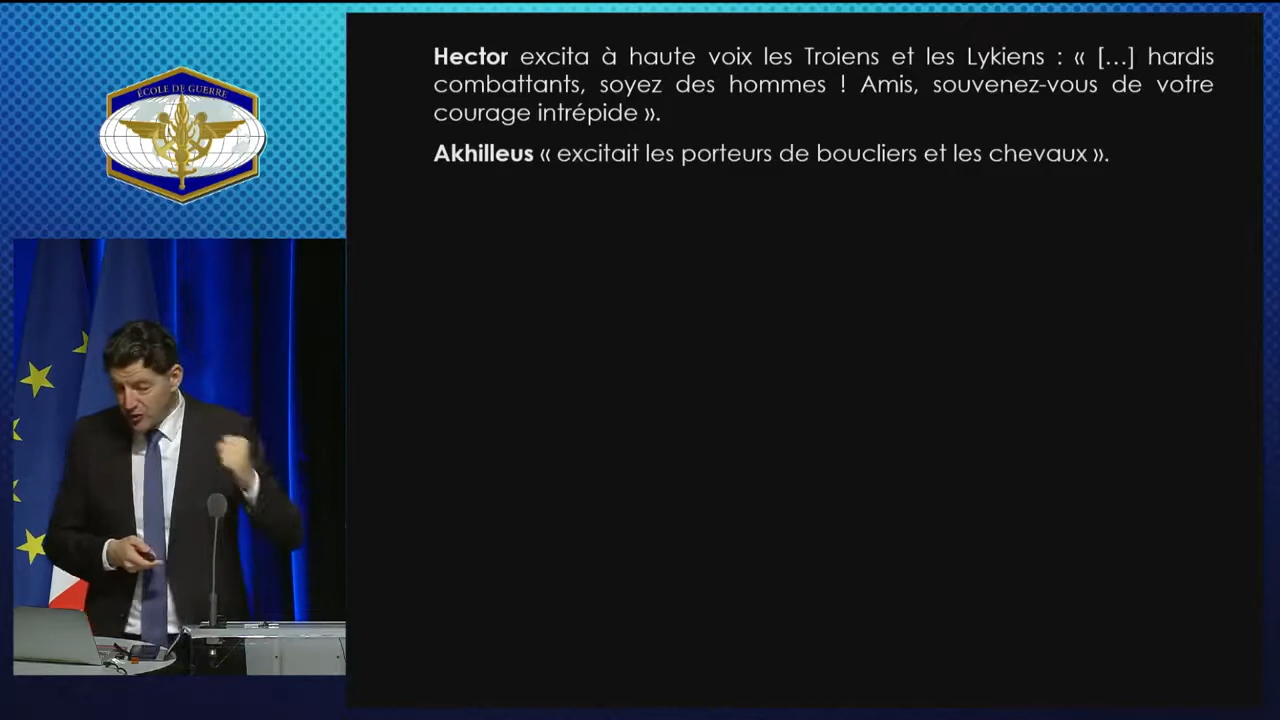 ÉCOLE DE GUERRE
Hector excita à haute voix les Troiens et les Lykiens : « [...] hardis
combattants, soyez des hommes ! Amis, souvenez-vous de votre
courage intrépide ».
Akhilleus « excitait les porteurs de boucliers et les chevaux ».